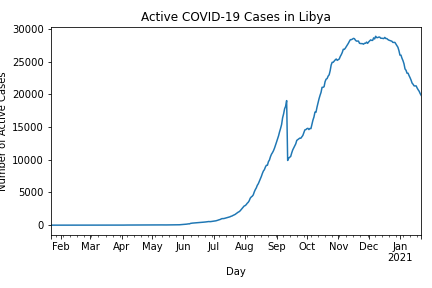 Active COVID-19 Cases in Libya
Number of Active Cases
30000
25000
20000
15000
10000
5000
0
Feb Mar Apr May Jun Jul Aug Sep Oct Nov Dec Jan
2021
Day